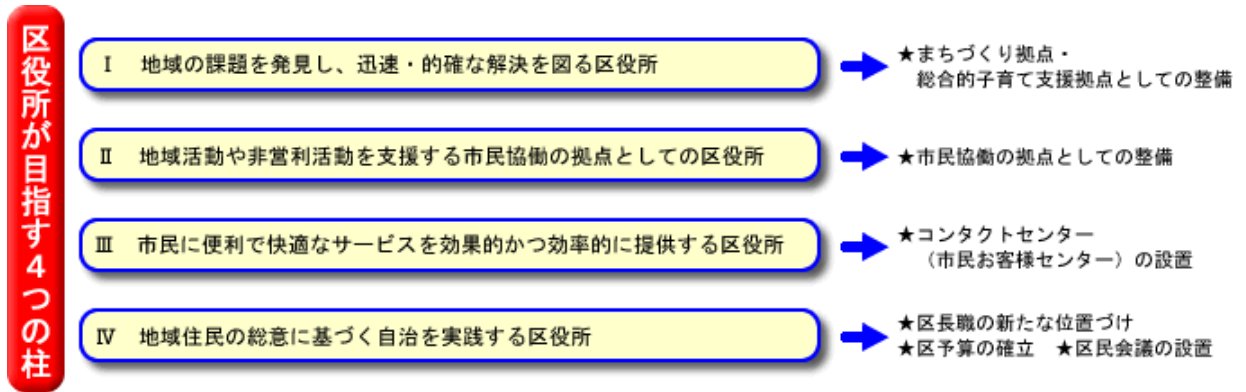 区役所が目指す4つの柱
Ⅰ 地域の課題を発見し、迅速・的確な解決を図る区役所
★まちづくり拠点・
総合的子育て支援拠点としての整備
Ⅱ 地域活動や非営利活動を支援する市民協働の拠点としての区役所
★市民協働の拠点としての整備
Ⅲ 市民に便利で快適なサービスを効果的かつ効率的に提供する区役所
★コンタクトセンター
（市民お客様センター）の設置
Ⅳ 地域住民の総意に基づく自治を実践する区役所
★区長職の新たな位置づけ
★区予算の確立 ★区民会議の設置